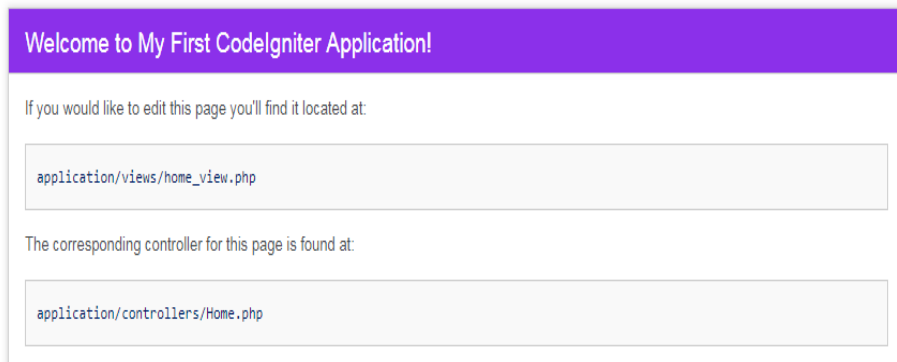 Welcome to My First CodeIgniter Application!
If you would like to edit this page you'll find it located at:
application/views/home_view.php
The corresponding controller for this page is found at:
application/controllers/Home.php